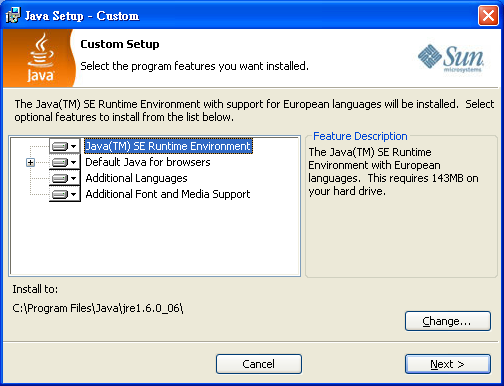 Java Setup - Custom
Java
Custom Setup
Select the program features you want installed.
Sun
microsystems
The Java(TM) SE Runtime Environment with support for European languages will be installed.  Select
optional features to install from the list below.
Java(TM) SE Runtime Environment
Default Java for browsers
Additional Languages
Additional Font and Media Support
Feature Description
The Java(TM) SE Runtime
Environment with European
languages.  This requires 143MB on
your hard drive.
Install to:
C:\Program Files\Java\jre1.6.0_06\
Change...
Cancel
Next >